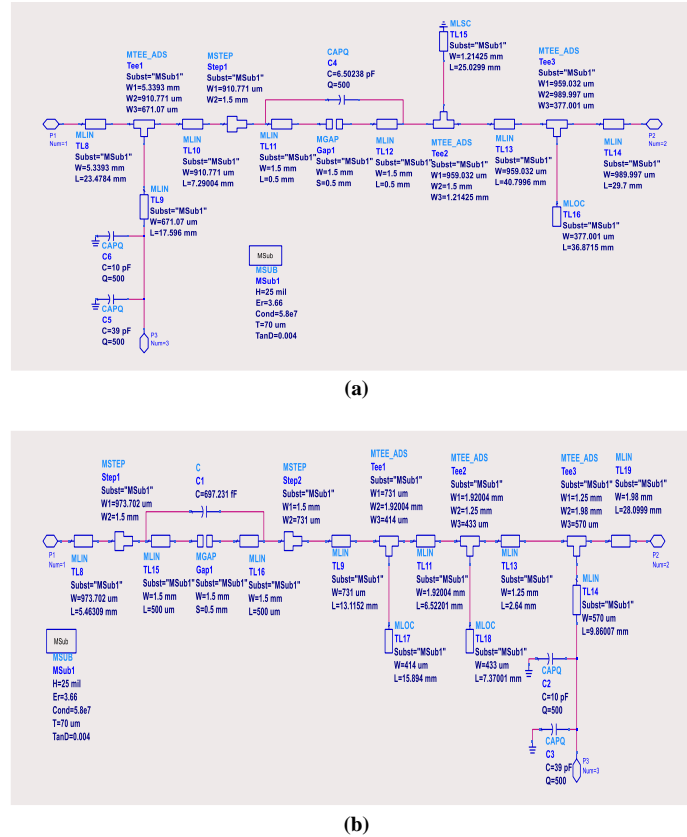 MLSC
TL15
Subst="MSub1"
W=1.21425 mm
L=25.0299 mm
MTEE_ADS
Tee1
Subst="MSub1"
W1=5.3393 mm
W2=910.771 um
W3=671.07 um
MSTEP
Step1
Subst="MSub1"
W1=910.771 um
W2=1.5 mm
CAPQ
C4
C=6.50238 pF
Q=500
MTEE_ADS
Tee3
Subst="MSub1"
W1=959.032 um
W2=989.997 um
W3=377.001 um
P1
Num=1
MLIN
TL8
Subst="MSub1"
W=5.3393 mm
L=23.4784 mm
MLIN
TL10
Subst="MSub1"
W=910.771 um
L=7.29004 mm
MLIN
TL11
Subst="MSub1"
W=1.5 mm
L=0.5 mm
MGAP
Gap1
Subst="MSub1"
W=1.5 mm
S=0.5 mm
MLIN
TL12
Subst="MSub1"
W=1.5 mm
L=0.5 mm
MTEE_ADS
Tee2
Subst="MSub1"
W1=959.032 um
W2=1.5 mm
W3=1.21425 mm
MLIN
TL13
Subst="MSub1"
W=959.032 um
L=40.7996 mm
MLIN
TL14
Subst="MSub1"
W=989.997 um
L=29.7 mm
P2
Num=2
MLIN
TL9
Subst="MSub1"
W=671.07 um
L=17.596 mm
MLOC
TL16
Subst="MSub1"
W=377.001 um
L=36.8715 mm
CAPQ
C6
C=10 pF
Q=500
CAPQ
C5
C=39 pF
Q=500
P3
Num=3
MSub
MSUB
MSub1
H=25 mil
Er=3.66
Cond=5.8e7
T=70 um
TanD=0.004
(a)
MSTEP
Step1
Subst="MSub1"
W1=973.702 um
W2=1.5 mm
C
C1
C=697.231 fF
MSTEP
Step2
Subst="MSub1"
W1=1.5 mm
W2=731 um
MTEE_ADS
Tee1
Subst="MSub1"
W1=731 um
W2=1.92004 mm
W3=414 um
MTEE_ADS
Tee2
Subst="MSub1"
W1=1.92004 mm
W2=1.25 mm
W3=433 um
MTEE_ADS
Tee3
Subst="MSub1"
W1=1.25 mm
W2=1.98 mm
W3=570 um
MLIN
TL19
Subst="MSub1"
W=1.98 mm
L=28.0999 mm
P1
Num=1
MLIN
TL8
Subst="MSub1"
W=973.702 um
L=5.46309 mm
MLIN
TL15
Subst="MSub1"
W=1.5 mm
L=500 um
MGAP
Gap1
Subst="MSub1"
W=1.5 mm
S=0.5 mm
MLIN
TL16
Subst="MSub1"
W=1.5 mm
L=500 um
MLIN
TL9
Subst="MSub1"
W=731 um
L=13.1152 mm
MLIN
TL11
Subst="MSub1"
W=1.92004 mm
L=6.52201 mm
MLIN
TL13
Subst="MSub1"
W=1.25 mm
L=2.64 mm
P2
Num=2
MLIN
TL14
Subst="MSub1"
W=570 um
L=9.86007 mm
MLOC
TL17
Subst="MSub1"
W=414 um
L=15.894 mm
MLOC
TL18
Subst="MSub1"
W=433 um
L=7.37001 mm
CAPQ
C2
C=10 pF
Q=500
CAPQ
C3
C=39 pF
Q=500
P3
Num=3
MSub
MSUB
MSub1
H=25 mil
Er=3.66
Cond=5.8e7
T=70 um
TanD=0.004
(b)